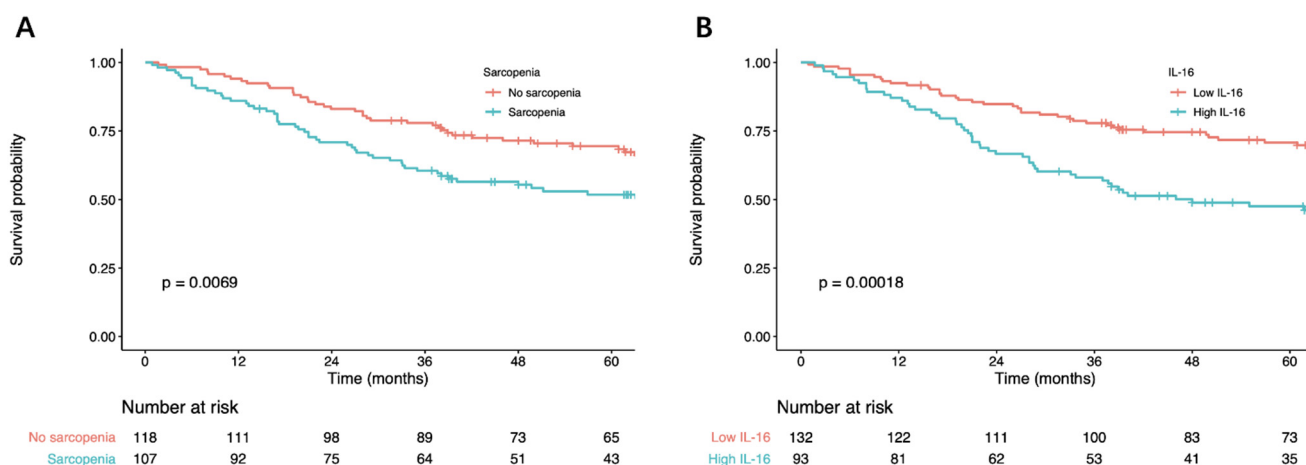 A
Survival probability
1.00
0.75
0.50
0.25
0.00
Sarcopenia
No sarcopenia
Sarcopenia
p = 0.0069
0 12 24 36 48 60
Time (months)
Number at risk
No sarcopenia 118 111 98 89 73 65
Sarcopenia 107 92 75 64 51 43
B
Survival probability
1.00
0.75
0.50
0.25
0.00
IL-16
Low IL-16
High IL-16
p = 0.00018
0 12 24 36 48 60
Time (months)
Number at risk
Low IL-16 132 122 111 100 83 73
High IL-16 93 81 62 53 41 35